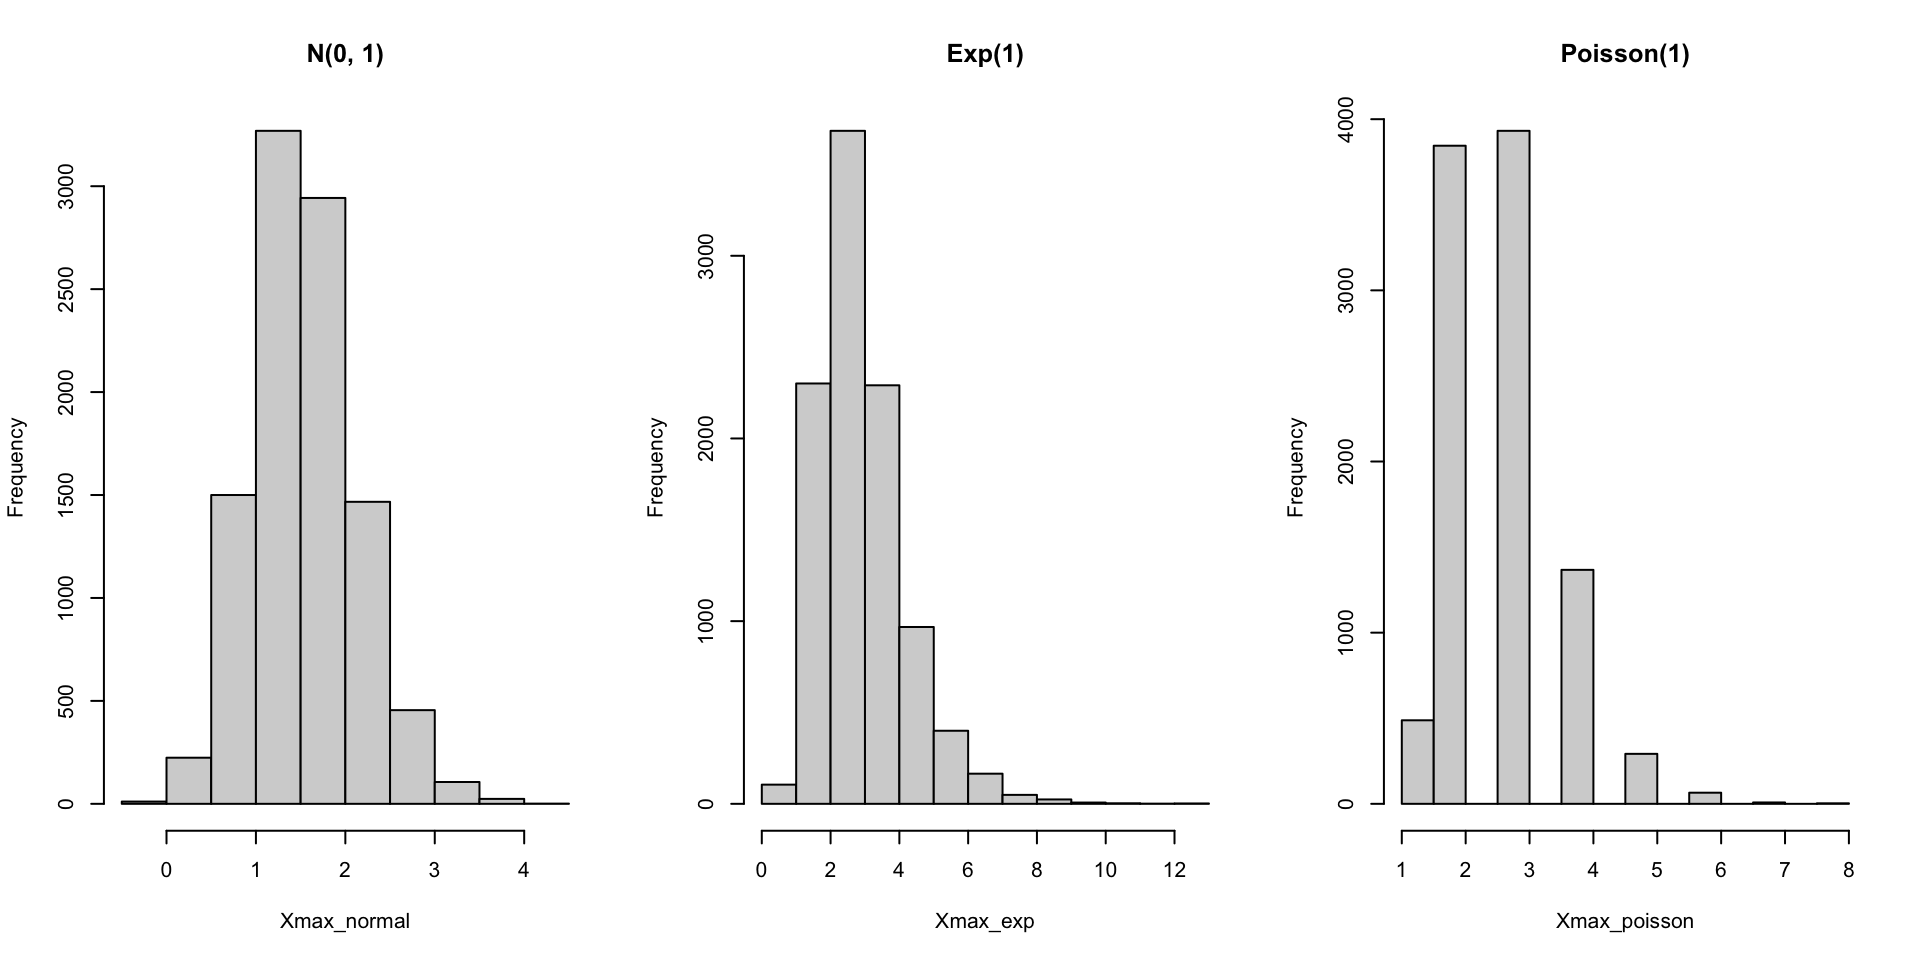 N(0, 1)
Frequency
0
500
1000
1500
2000
2500
3000
0 1 2 3 4
Xmax_normal
Exp(1)
Frequency
0
1000
2000
3000
0 2 4 6 8 10 12
Xmax_exp
Poisson(1)
Frequency
0
1000
2000
3000
4000
1 2 3 4 5 6 7 8
Xmax_poisson